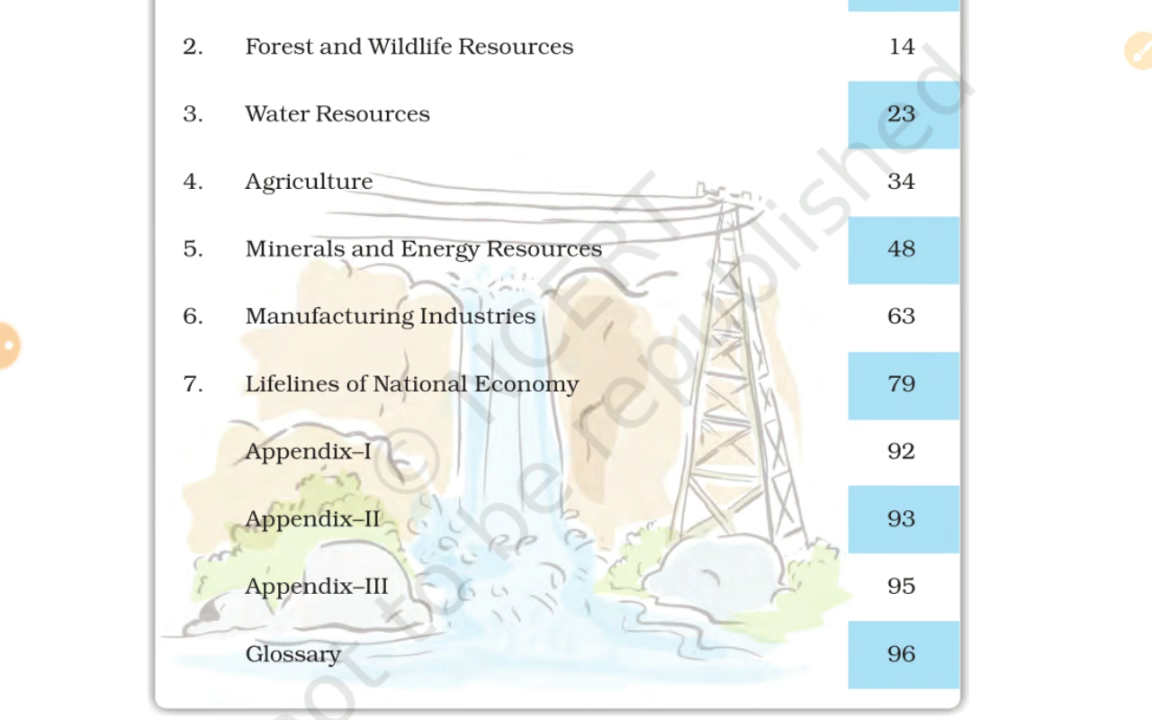 2. Forest and Wildlife Resources 14
3. Water Resources 23
4. Agriculture 34
5. Minerals and Energy Resources 48
6. Manufacturing Industries 63
7. Lifelines of National Economy 79
Appendix–I 92
Appendix–II 93
Appendix–III 95
Glossary 96
© NCERT
not to be republished